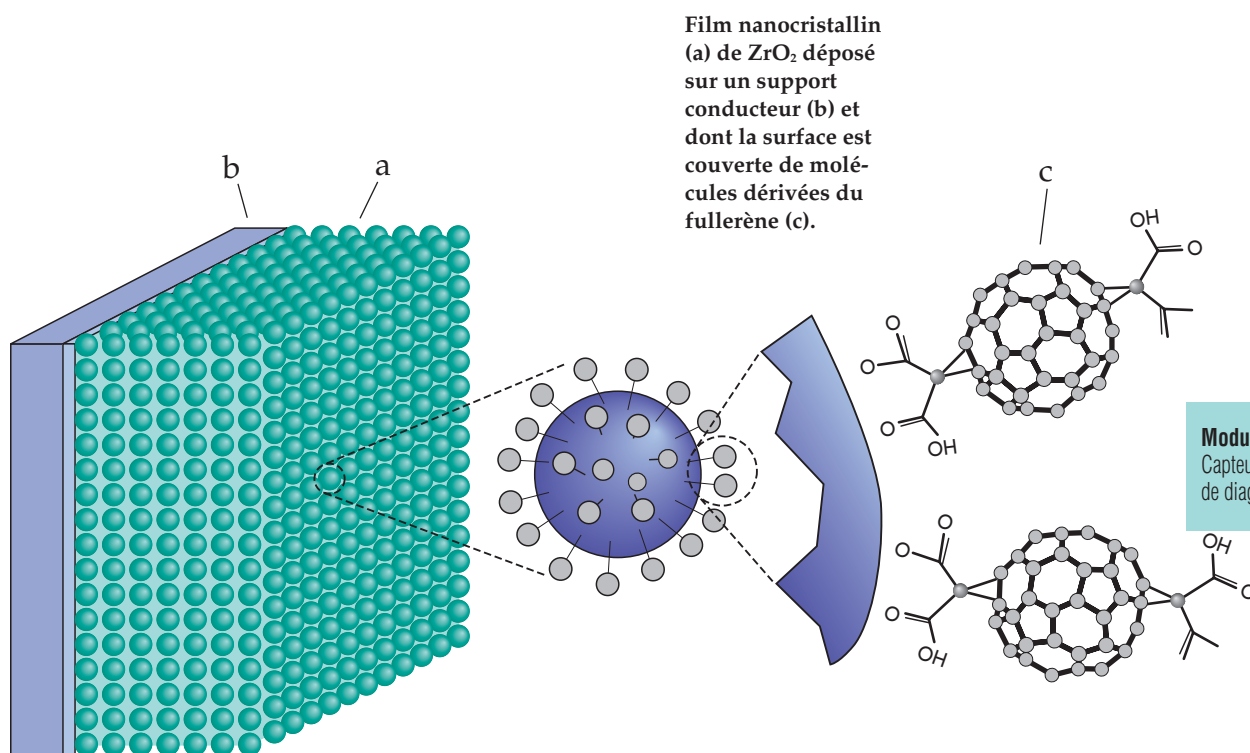 Film nanocristallin
(a) de ZrO₂ déposé
sur un support
conducteur (b) et
dont la surface est
couverte de molé-
cules dérivées du
fullerène (c).
b
a
c
OH
O
O
O
O
OH
Capteu
de diag
O
O
O
OH
OH
O